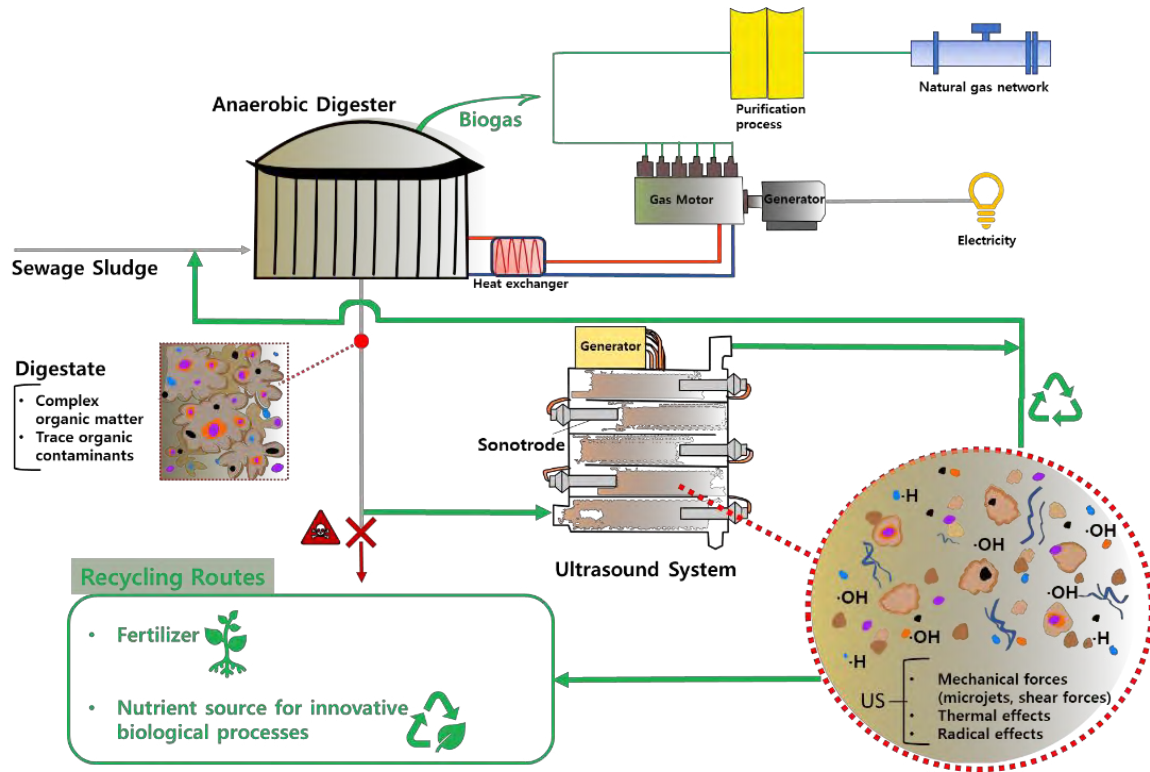 Anaerobic Digester
Biogas
Purification
process
Natural gas network
Gas Motor
Generator
Electricity
Sewage Sludge
Heat exchanger
Generator
Digestate
• Complex
organic matter
• Trace organic
contaminants
Sonotrode
Ultrasound System
·H
·OH
·OH
·OH
·OH
·OH
·H
·H
US
• Mechanical forces
(microjets, shear forces)
• Thermal effects
• Radical effects
Recycling Routes
• Fertilizer
• Nutrient source for innovative
biological processes